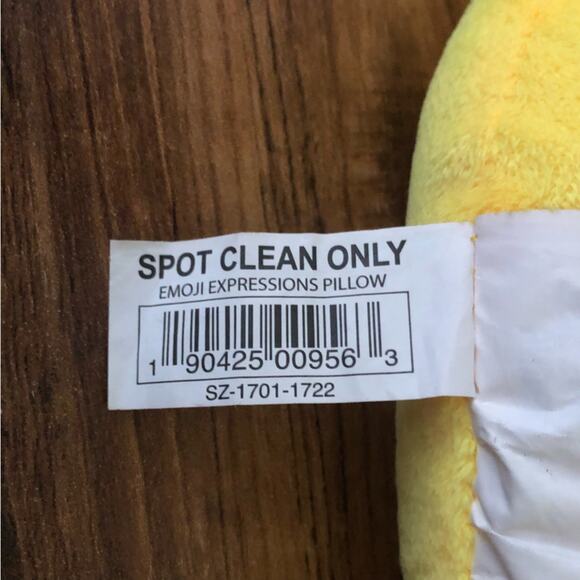 SPOT CLEAN ONLY
EMOJI EXPRESSIONS PILLOW
1 90425 00956 3
SZ-1701-1722